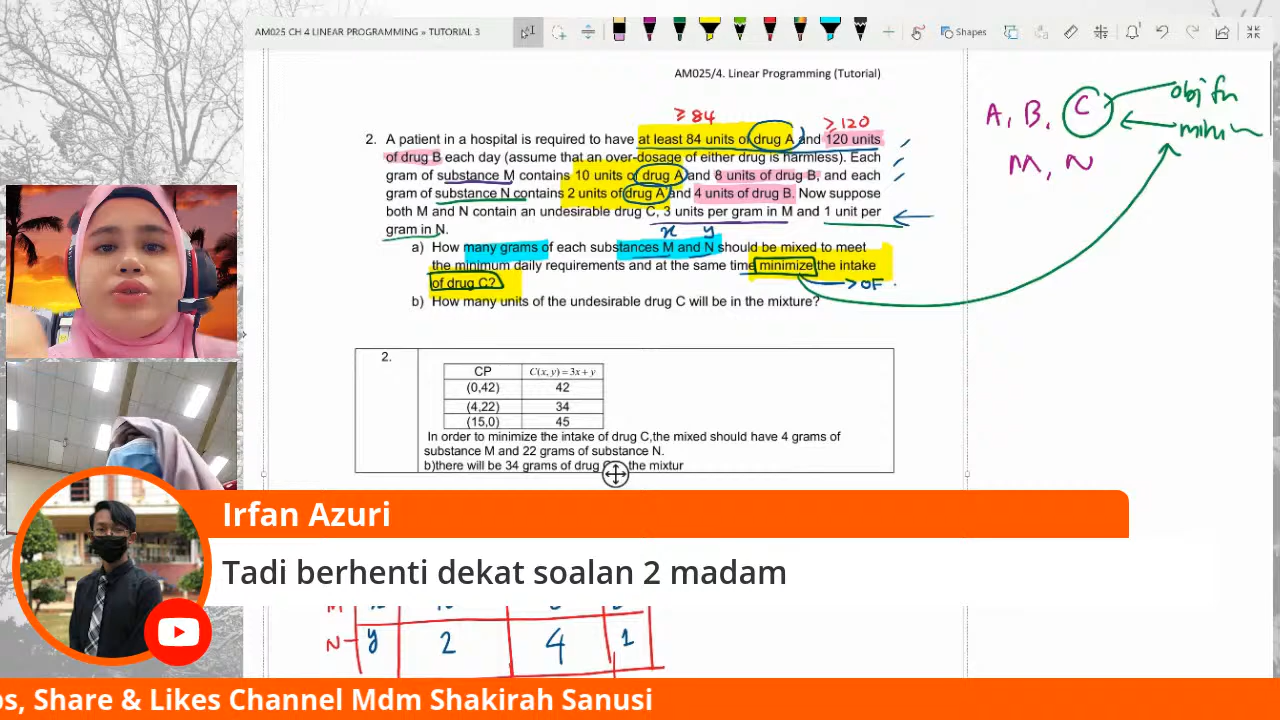 AM025 CH 4 LINEAR PROGRAMMING » TUTORIAL 3
Shapes
AM025/4. Linear Programming (Tutorial)
≥ 84
≥ 120
2. A patient in a hospital is required to have at least 84 units of drug A and 120 units
of drug B each day (assume that an over-dosage of either drug is harmless). Each
gram of substance M contains 10 units of drug A and 8 units of drug B, and each
gram of substance N contains 2 units of drug A and 4 units of drug B. Now suppose
both M and N contain an undesirable drug C, 3 units per gram in M and 1 unit per
gram in N.
x y
a) How many grams of each substances M and N should be mixed to meet
the minimum daily requirements and at the same time minimize the intake
of drug C?
> OF
b) How many units of the undesirable drug C will be in the mixture?
A, B, C
obj fn
M, N
2.
CP C(x, y) = 3x + y
(0,42) 42
(4,22) 34
(15,0) 45
In order to minimize the intake of drug C,the mixed should have 4 grams of
substance M and 22 grams of substance N.
b)there will be 34 grams of drug the mixtur
Irfan Azuri
Tadi berhenti dekat soalan 2 madam
M
N y 2 4 1
s, Share & Likes Channel Mdm Shakirah Sanusi